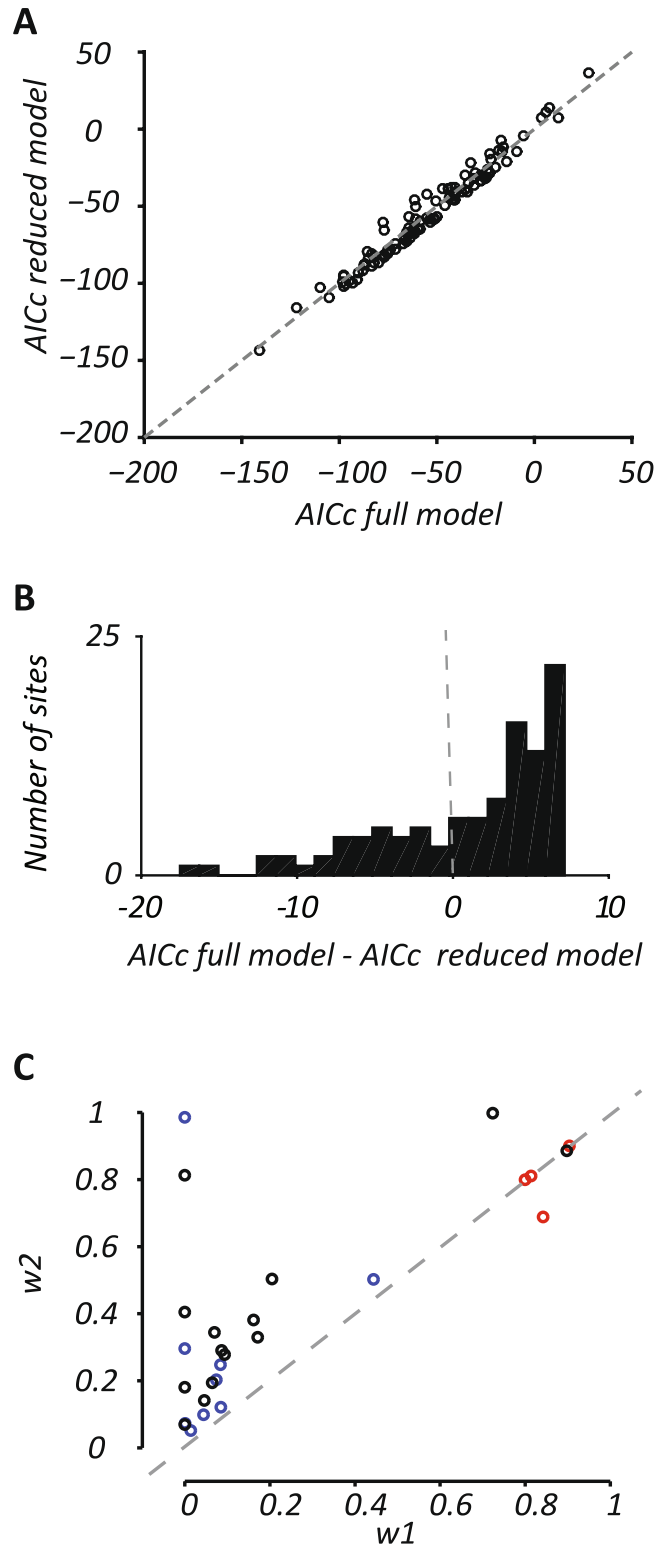 A
50
0
−50
−100
−150
−200
AICc reduced model
−200 −150 −100 −50 0 50
AICc full model
B
25
0
Number of sites
-20 -10 0 10
AICc full model - AICc reduced model
C
1
0.8
0.6
0.4
0.2
0
w2
0 0.2 0.4 0.6 0.8 1
w1